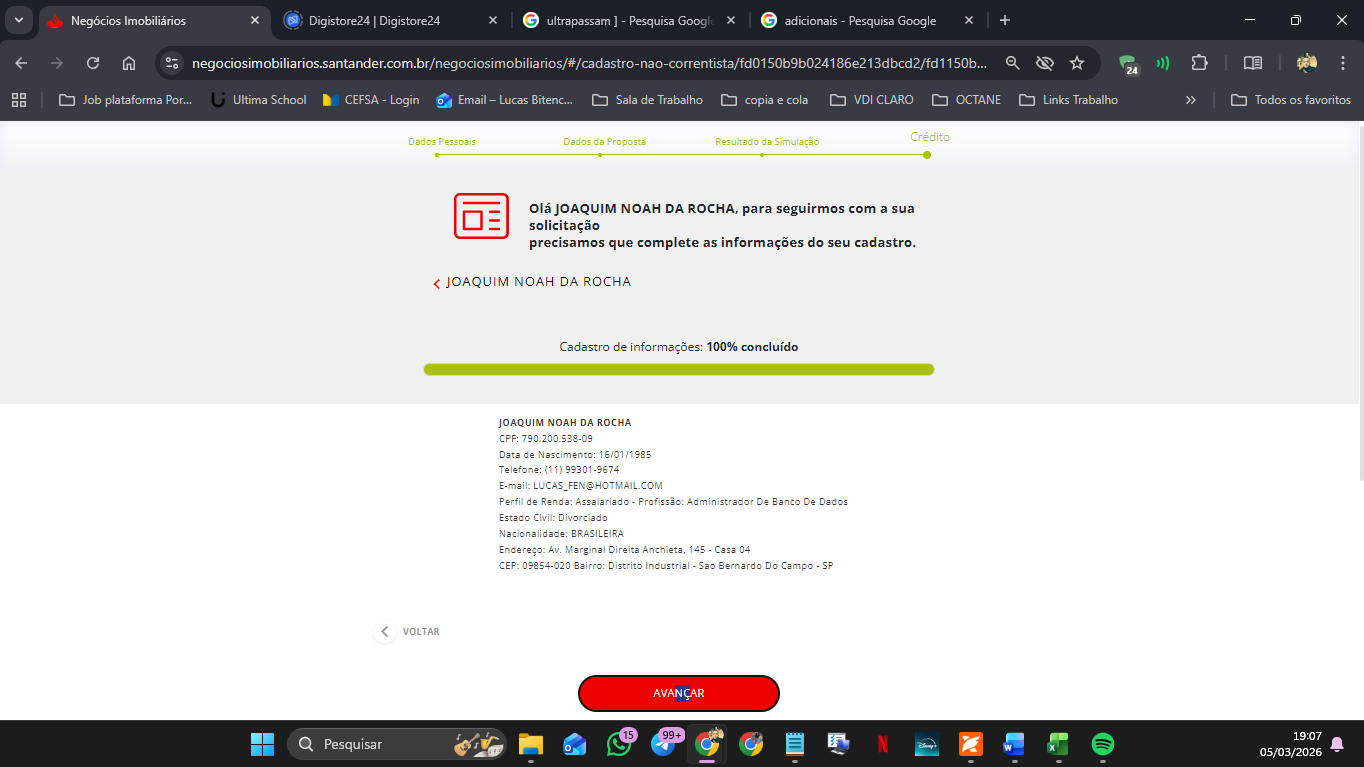 Negócios Imobiliários
Digistore24 | Digistore24
ultrapassam ] - Pesquisa Google
adicionais - Pesquisa Google
negociosimobiliarios.santander.com.br/negociosimobiliarios/#/cadastro-nao-correntista/fd0150b9b024186e213dbcd2/fd1150b...
24
Job plataforma Por...
Ultima School
CEFSA - Login
Email – Lucas Bitenc...
Sala de Trabalho
copia e cola
VDI CLARO
OCTANE
Links Trabalho
Todos os favoritos
Dados Pessoais
Dados da Proposta
Resultado da Simulação
Crédito
Olá JOAQUIM NOAH DA ROCHA, para seguirmos com a sua
solicitação
precisamos que complete as informações do seu cadastro.
JOAQUIM NOAH DA ROCHA
Cadastro de informações: 100% concluído
JOAQUIM NOAH DA ROCHA
CPF: 790.200.538-09
Data de Nascimento: 16/01/1985
Telefone: (11) 99301-9674
E-mail: LUCAS_FEN@HOTMAIL.COM
Perfil de Renda: Assalariado - Profissão: Administrador De Banco De Dados
Estado Civil: Divorciado
Nacionalidade: BRASILEIRA
Endereço: Av. Marginal Direita Anchieta, 145 - Casa 04
CEP: 09854-020 Bairro: Distrito Industrial - Sao Bernardo Do Campo - SP
VOLTAR
AVANÇAR
Pesquisar
15
99+
19:07
05/03/2026